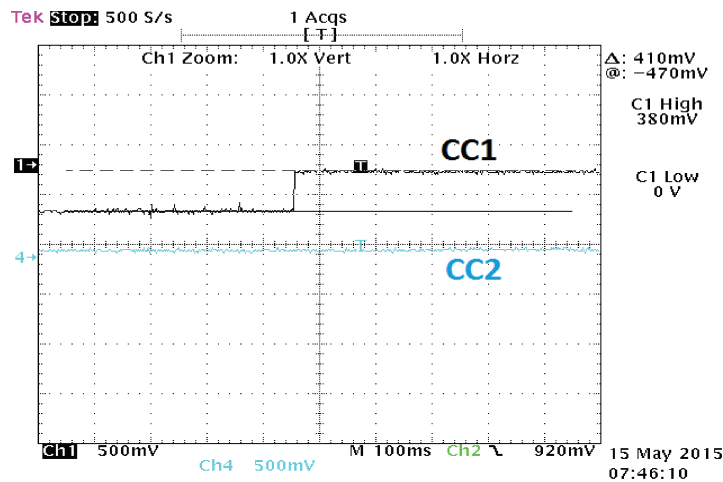 Tek Stop: 500 S/s 1 Acqs
[ T ]
Ch1 Zoom: 1.0X Vert 1.0X Horz
Δ: 410mV
@: −470mV
C1 High
380mV
CC1
1→
T
C1 Low
0 V
T
4→
CC2
Ch1 500mV M 100ms Ch2 920mV
Ch4 500mV
15 May 2015
07:46:10